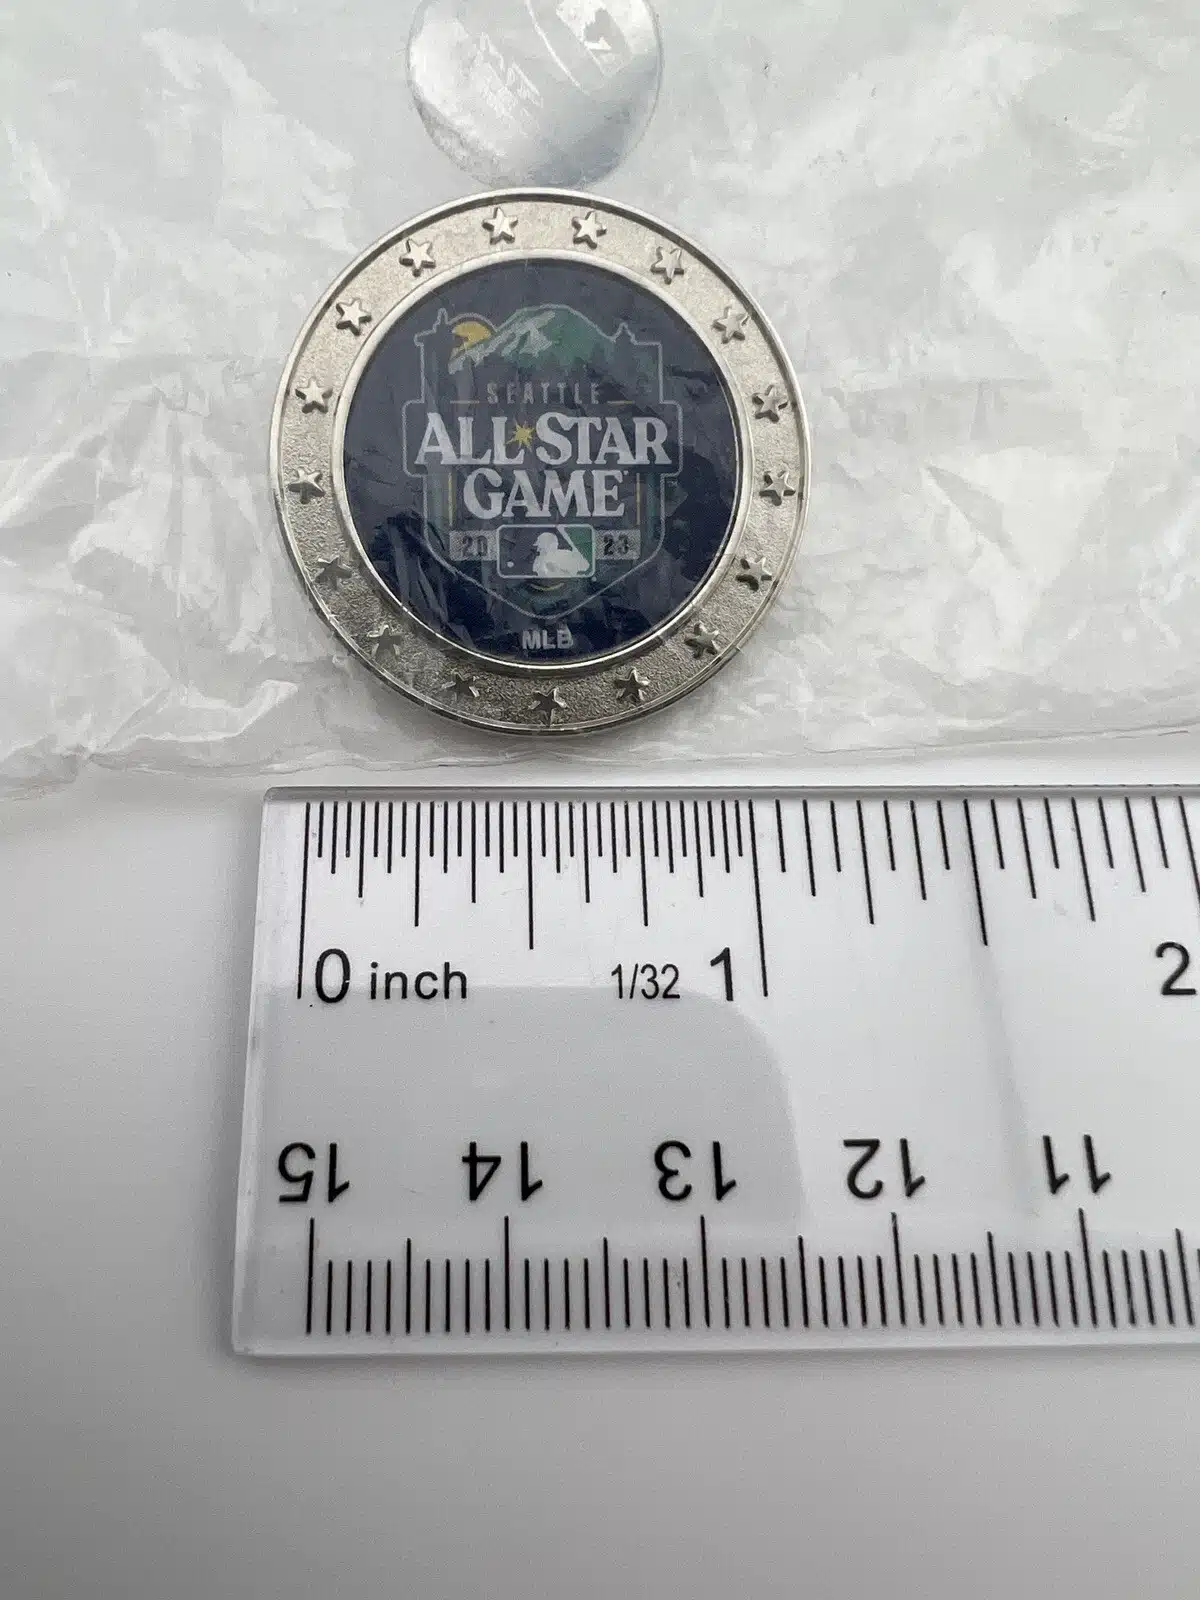 SEATTLE
ALL STAR
GAME
20 23
MLB
0 inch 1/32 1 2
15 14 13 12 11